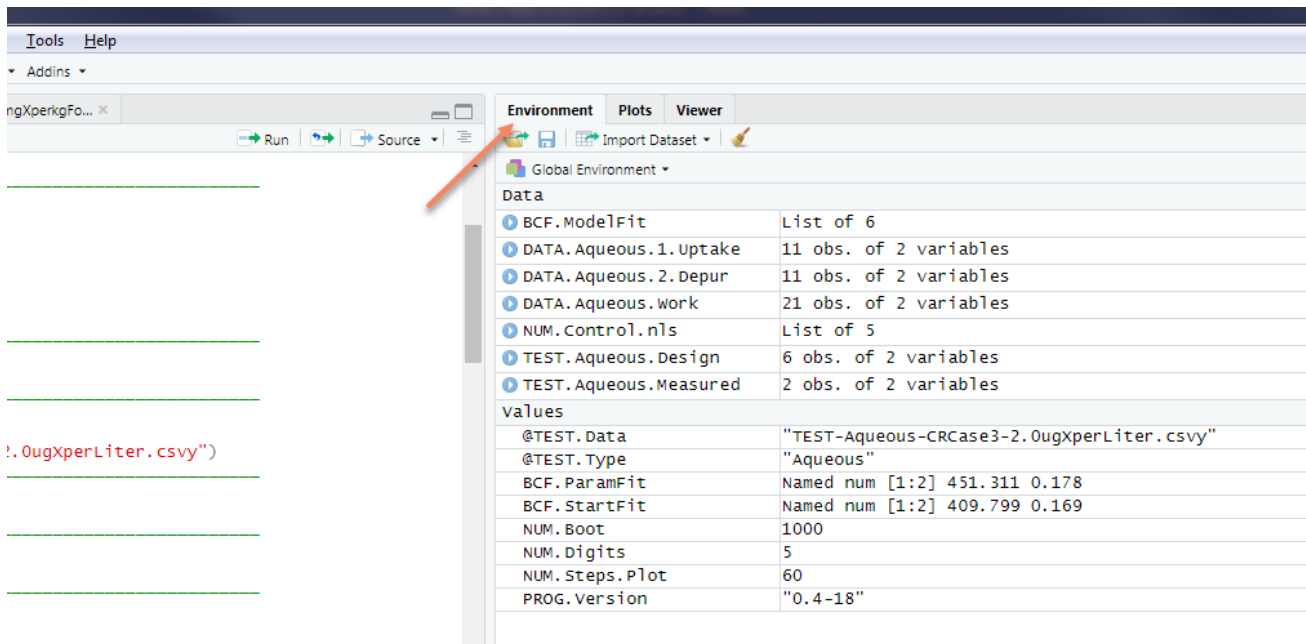 Tools Help
Addins
ngXperkgFo...
Run Source
2.0ugXperLiter.csvy")
Environment Plots Viewer
Import Dataset
Global Environment
Data
BCF.ModelFit List of 6
DATA.Aqueous.1.Uptake 11 obs. of 2 variables
DATA.Aqueous.2.Depur 11 obs. of 2 variables
DATA.Aqueous.Work 21 obs. of 2 variables
NUM.Control.nls List of 5
TEST.Aqueous.Design 6 obs. of 2 variables
TEST.Aqueous.Measured 2 obs. of 2 variables
Values
@TEST.Data "TEST-Aqueous-CRCase3-2.0ugXperLiter.csvy"
@TEST.Type "Aqueous"
BCF.ParamFit Named num [1:2] 451.311 0.178
BCF.StartFit Named num [1:2] 409.799 0.169
NUM.Boot 1000
NUM.Digits 5
NUM.Steps.Plot 60
PROG.Version "0.4-18"